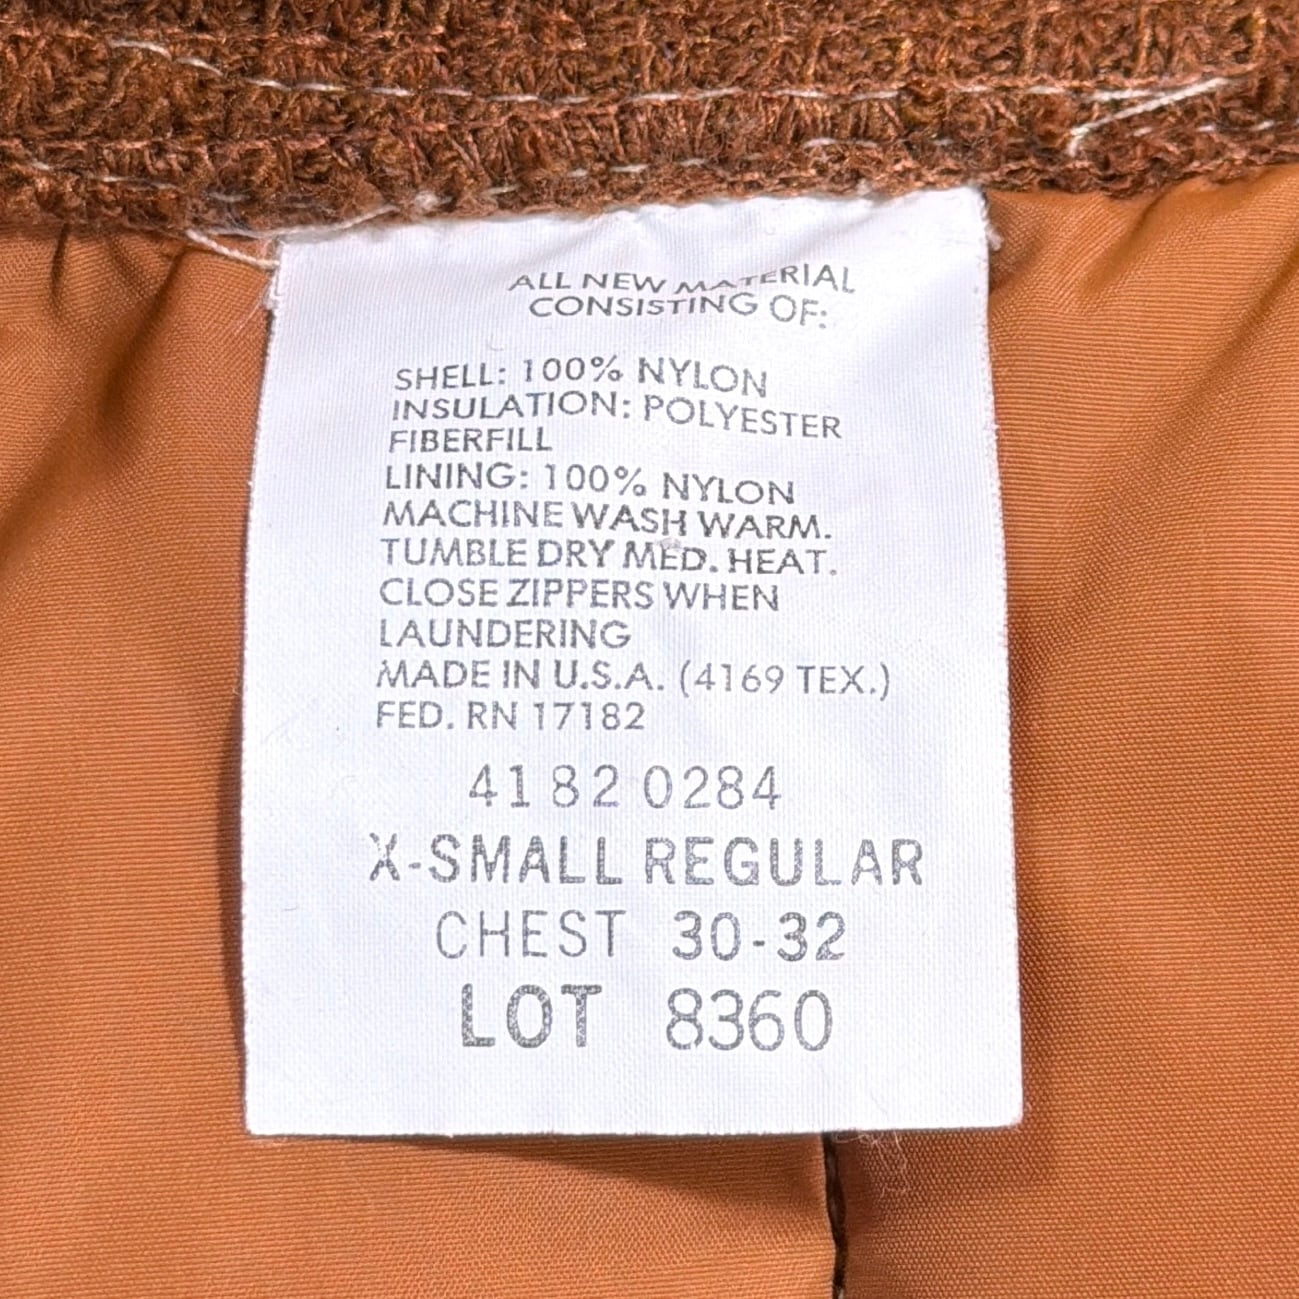 ALL NEW MATERIAL
CONSISTING OF:
SHELL: 100% NYLON
INSULATION: POLYESTER
FIBERFILL
LINING: 100% NYLON
MACHINE WASH WARM.
TUMBLE DRY MED. HEAT.
CLOSE ZIPPERS WHEN
LAUNDERING
MADE IN U.S.A. (4169 TEX.)
FED. RN 17182
4182 0284
X-SMALL REGULAR
CHEST 30-32
LOT 8360